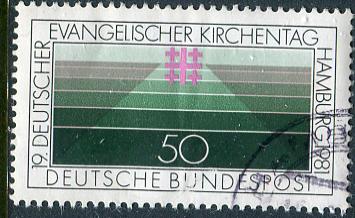 19. DEUTSCHER
EVANGELISCHER KIRCHENTAG
HAMBURG 1981
50
DEUTSCHE BUNDESPOST